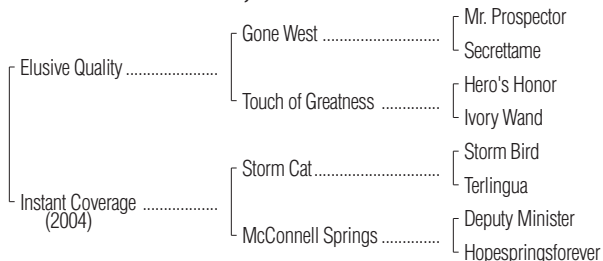 Mr. Prospector
Gone West ......................
Secrettame
Elusive Quality ......................
Hero's Honor
Touch of Greatness ..............
Ivory Wand
Storm Bird
Storm Cat........................
Terlingua
Instant Coverage ..................
(2004)
Deputy Minister
McConnell Springs ..............
Hopespringsforever